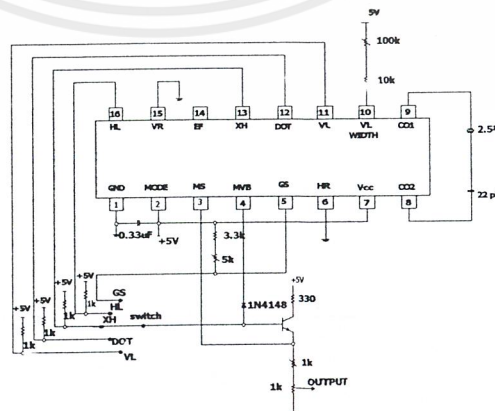 5V
100k
10k
16 15 14 13 12 11 10 9
HL VR EF XH DOT VL VL CO1
WIDTH
2.5
GND MODE MS MVB GS HR Vcc CO2
1 2 3 4 5 6 7 8
22 p
0.33uF
+5V
3.3k
5k
+5V
+5V
+5V
+5V
1k
1k
1k
1k
GS
HL
XH
switch
DOT
VL
1N4148
+5V
330
1k
1k
OUTPUT